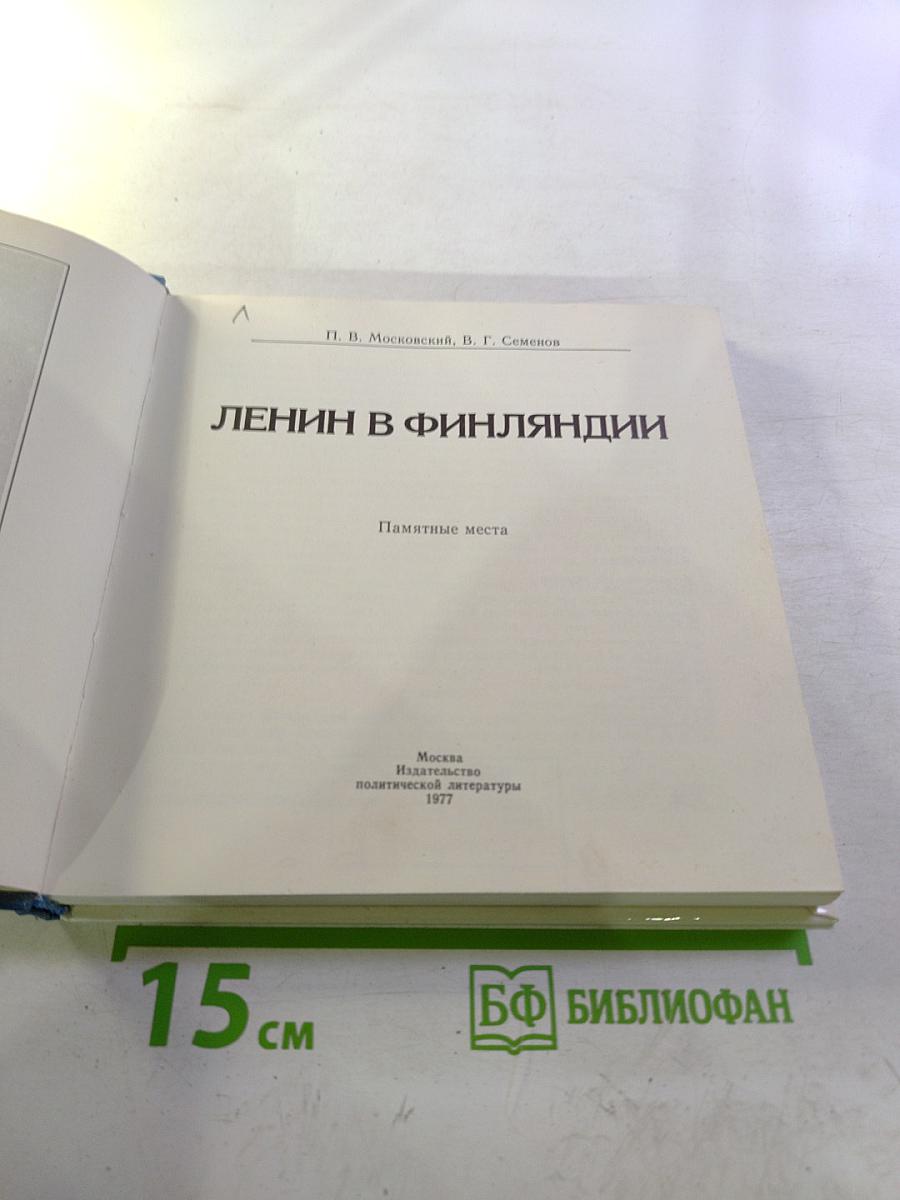 Л
П. В. Московский, В. Г. Семенов
ЛЕНИН В ФИНЛЯНДИИ
Памятные места
Москва
Издательство
политической литературы
1977
15 см
БФ БИБЛИОФАН